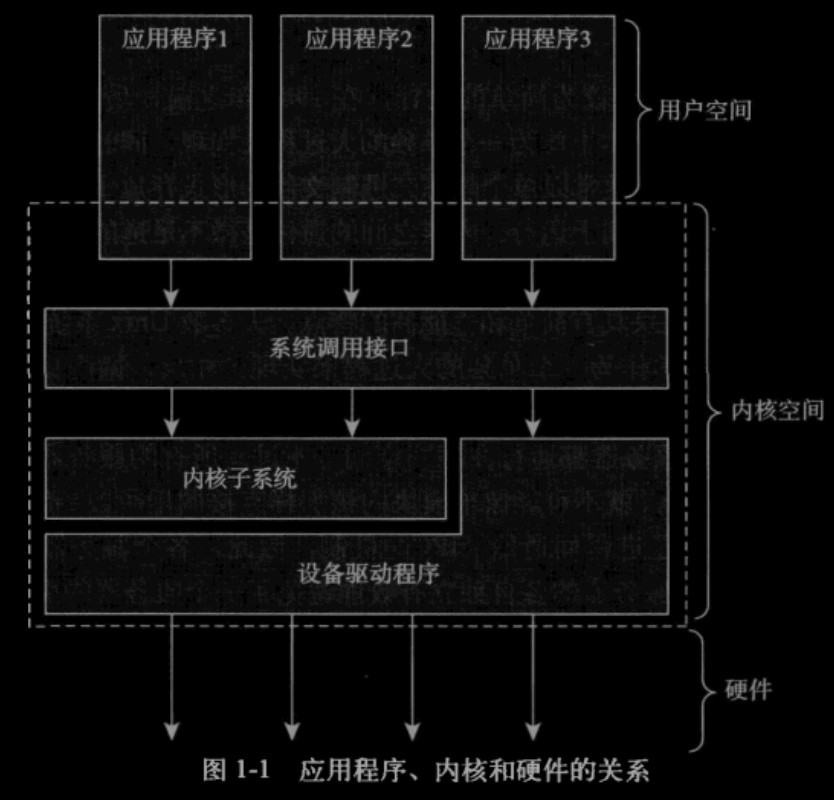 应用程序1
应用程序2
应用程序3
用户空间
系统调用接口
内核空间
内核子系统
设备驱动程序
硬件
图 1-1 应用程序、内核和硬件的关系